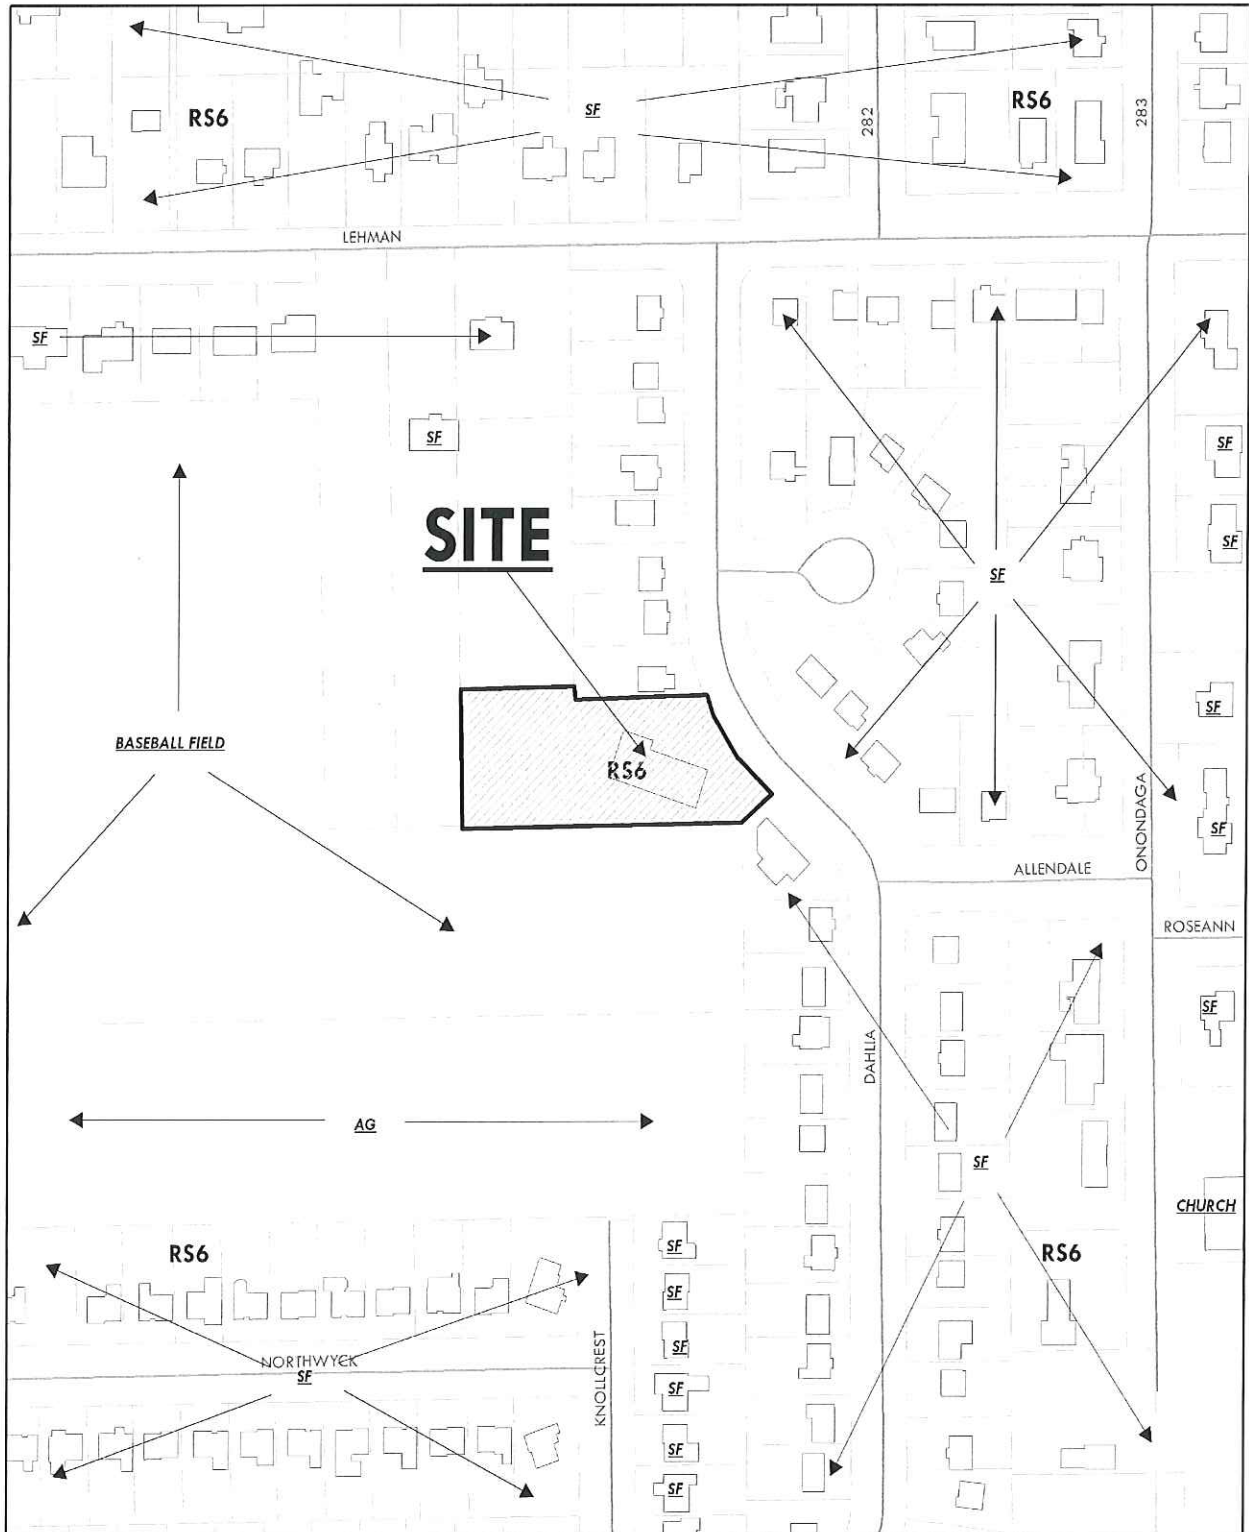 SF
RS6
RS6
282
283
LEHMAN
SF
SF
SF
SITE
SF
SF
SF
BASEBALL FIELD
RS6
SF
ONONDAGA
ALLENDALE
ROSEANN
SF
DAHLIA
AG
SF
CHURCH
RS6
SF
RS6
SF
SF
KNOLLCREST
NORTHWYCK
SF
SF
SF
SF